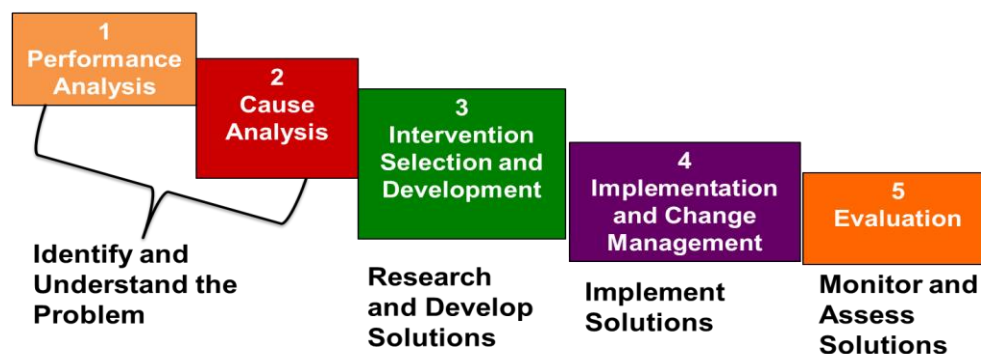 1
Performance
Analysis
2
Cause
Analysis
3
Intervention
Selection and
Development
4
Implementation
and Change
Management
5
Evaluation
Identify and
Understand the
Problem
Research
and Develop
Solutions
Implement
Solutions
Monitor and
Assess
Solutions